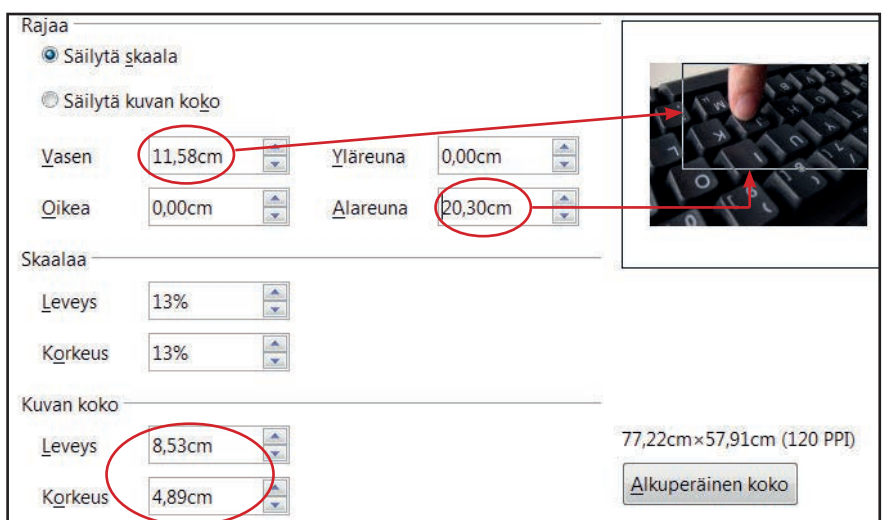 Rajaa
Säilytä skaala
Säilytä kuvan koko
Vasen 11,58cm Yläreuna 0,00cm
Oikea 0,00cm Alareuna 20,30cm
Skaalaa
Leveys 13%
Korkeus 13%
Kuvan koko
Leveys 8,53cm 77,22cm×57,91cm (120 PPI)
Korkeus 4,89cm Alkuperäinen koko